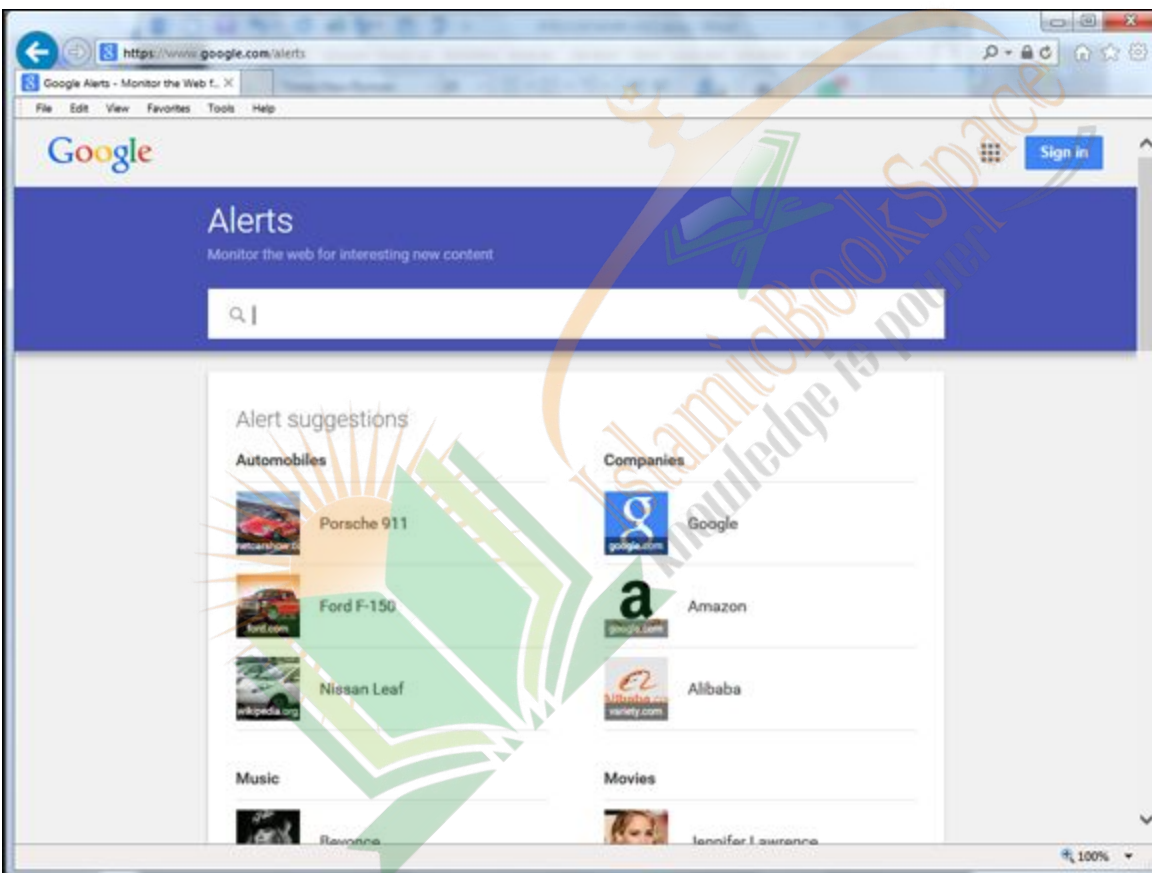 https://www.google.com/alerts
Google Alerts - Monitor the Web f...
File Edit View Favorites Tools Help
Google
Sign in
Alerts
Monitor the web for interesting new content
Alert suggestions
Automobiles
Companies
netcarshow.c
Porsche 911
google.com
Google
ford.com
Ford F-150
google.com
Amazon
wikipedia.org
Nissan Leaf
variety.com
Alibaba
Music
Movies
Beyonce
Jennifer Lawrence
100%
IslamicBookSpace
Knowledge is power